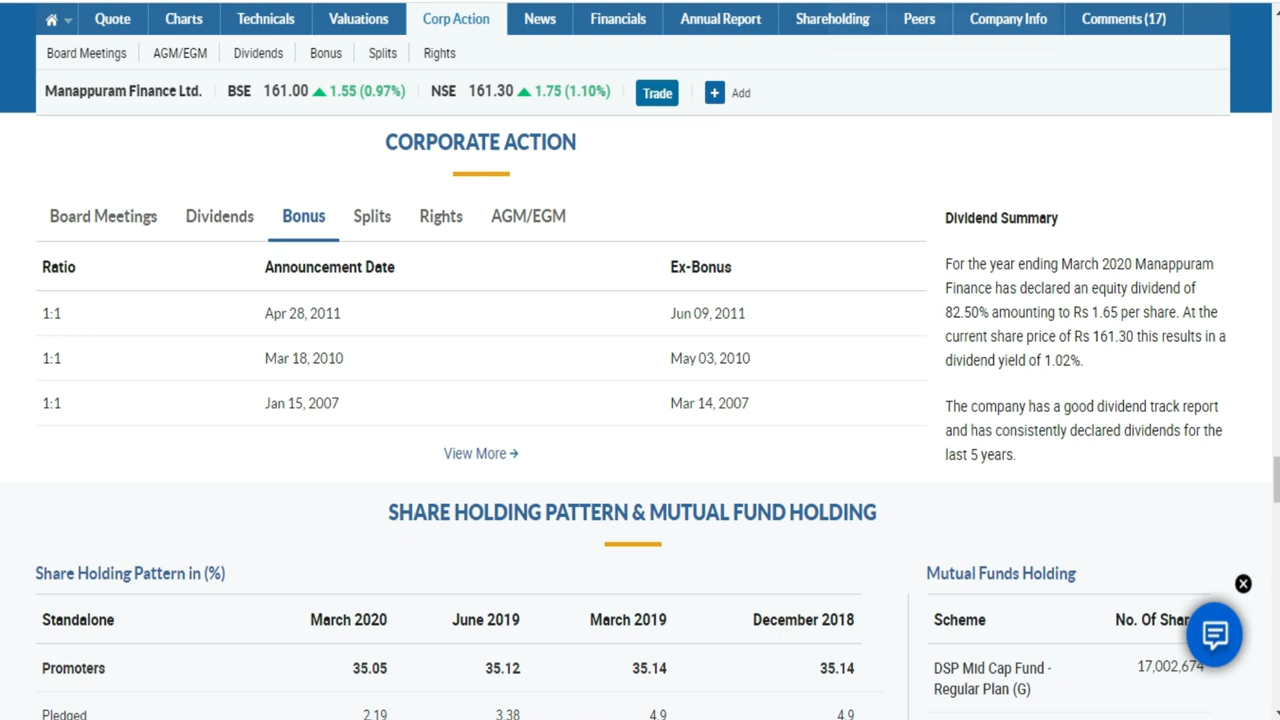 Quote Charts Technicals Valuations Corp Action News Financials Annual Report Shareholding Peers Company Info Comments (17)
Board Meetings AGM/EGM Dividends Bonus Splits Rights
Manappuram Finance Ltd. BSE 161.00 1.55 (0.97%) NSE 161.30 1.75 (1.10%) Trade + Add
CORPORATE ACTION
Board Meetings Dividends Bonus Splits Rights AGM/EGM
Ratio Announcement Date Ex-Bonus
1:1 Apr 28, 2011 Jun 09, 2011
1:1 Mar 18, 2010 May 03, 2010
1:1 Jan 15, 2007 Mar 14, 2007
View More →
Dividend Summary
For the year ending March 2020 Manappuram
Finance has declared an equity dividend of
82.50% amounting to Rs 1.65 per share. At the
current share price of Rs 161.30 this results in a
dividend yield of 1.02%.
The company has a good dividend track report
and has consistently declared dividends for the
last 5 years.
SHARE HOLDING PATTERN & MUTUAL FUND HOLDING
Share Holding Pattern in (%)
Standalone March 2020 June 2019 March 2019 December 2018
Promoters 35.05 35.12 35.14 35.14
Pledged 2.19 3.38 4.9 4.9
Mutual Funds Holding
Scheme No. Of
DSP Mid Cap Fund - 17,002,674
Regular Plan (G)